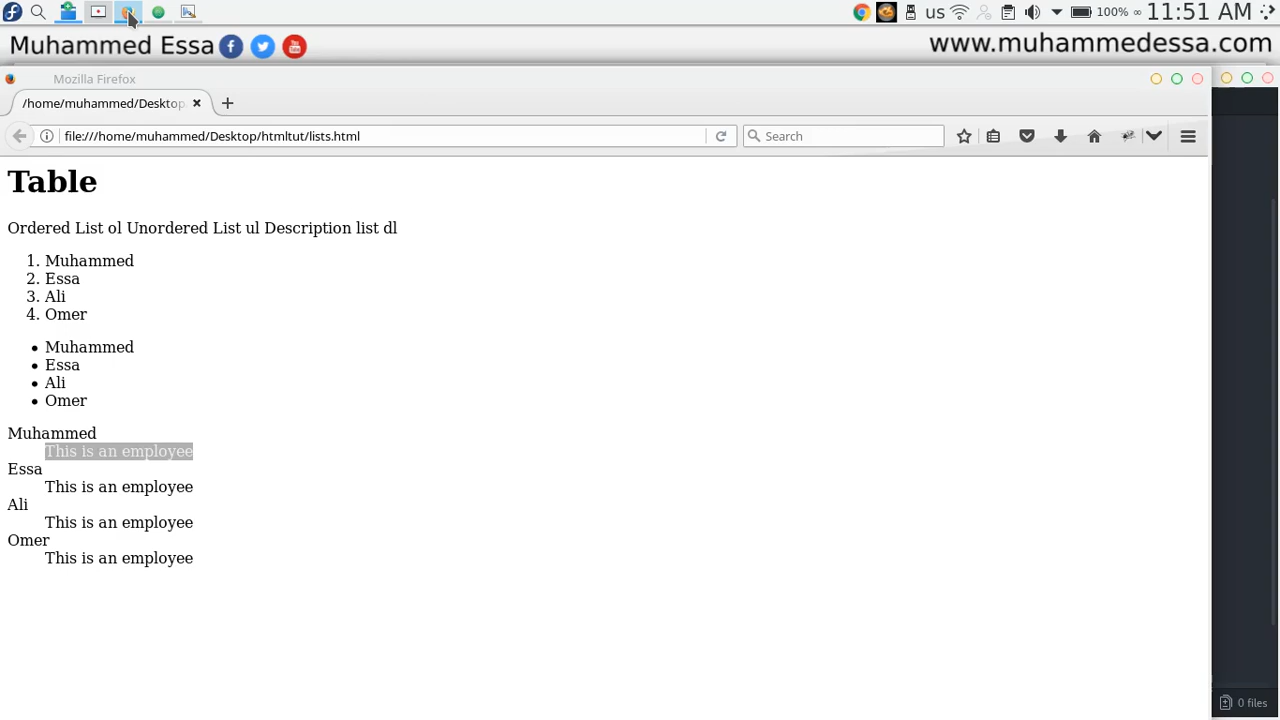 us 100% ∞ 11:51 AM
Muhammed Essa www.muhammedessa.com
Mozilla Firefox
/home/muhammed/Desktop
file:///home/muhammed/Desktop/htmltut/lists.html Search
Table
Ordered List ol Unordered List ul Description list dl
1. Muhammed
2. Essa
3. Ali
4. Omer
• Muhammed
• Essa
• Ali
• Omer
Muhammed
This is an employee
Essa
This is an employee
Ali
This is an employee
Omer
This is an employee
0 files